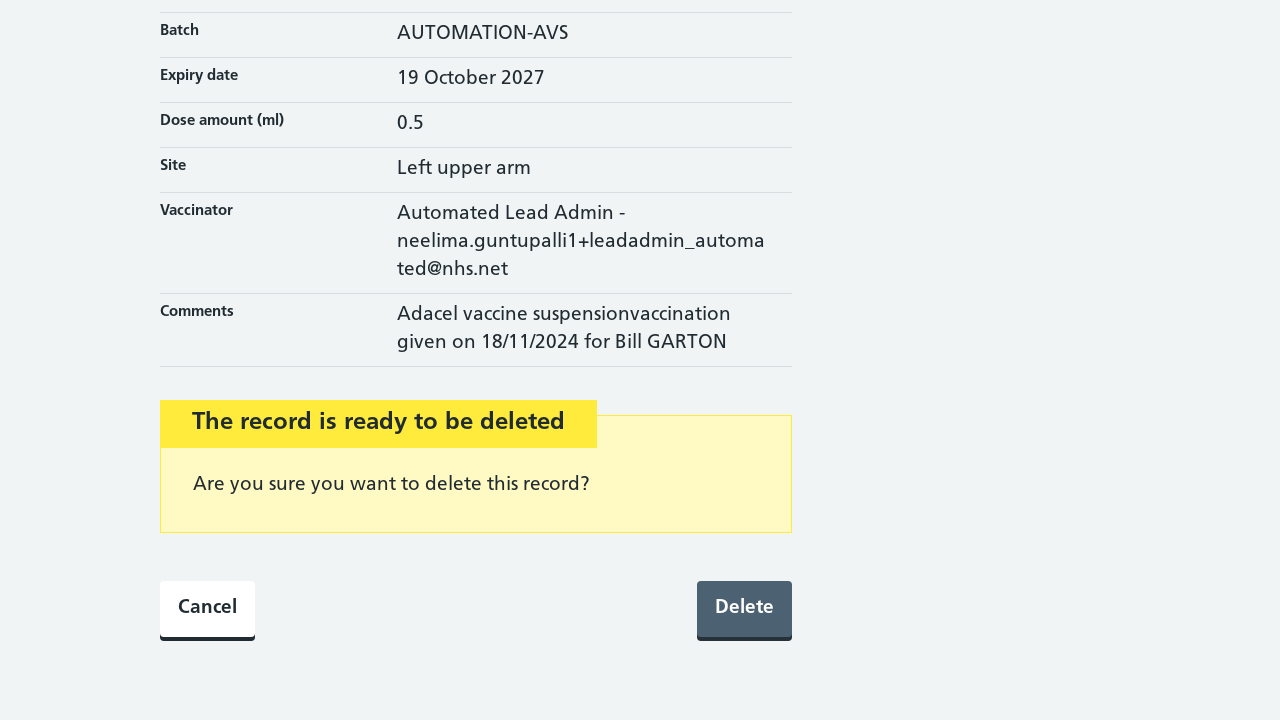 Batch
AUTOMATION-AVS
Expiry date
19 October 2027
Dose amount (ml)
0.5
Site
Left upper arm
Vaccinator
Automated Lead Admin -
neelima.guntupalli1+leadadmin_automa
ted@nhs.net
Comments
Adacel vaccine suspensionvaccination
given on 18/11/2024 for Bill GARTON
The record is ready to be deleted
Are you sure you want to delete this record?
Cancel
Delete